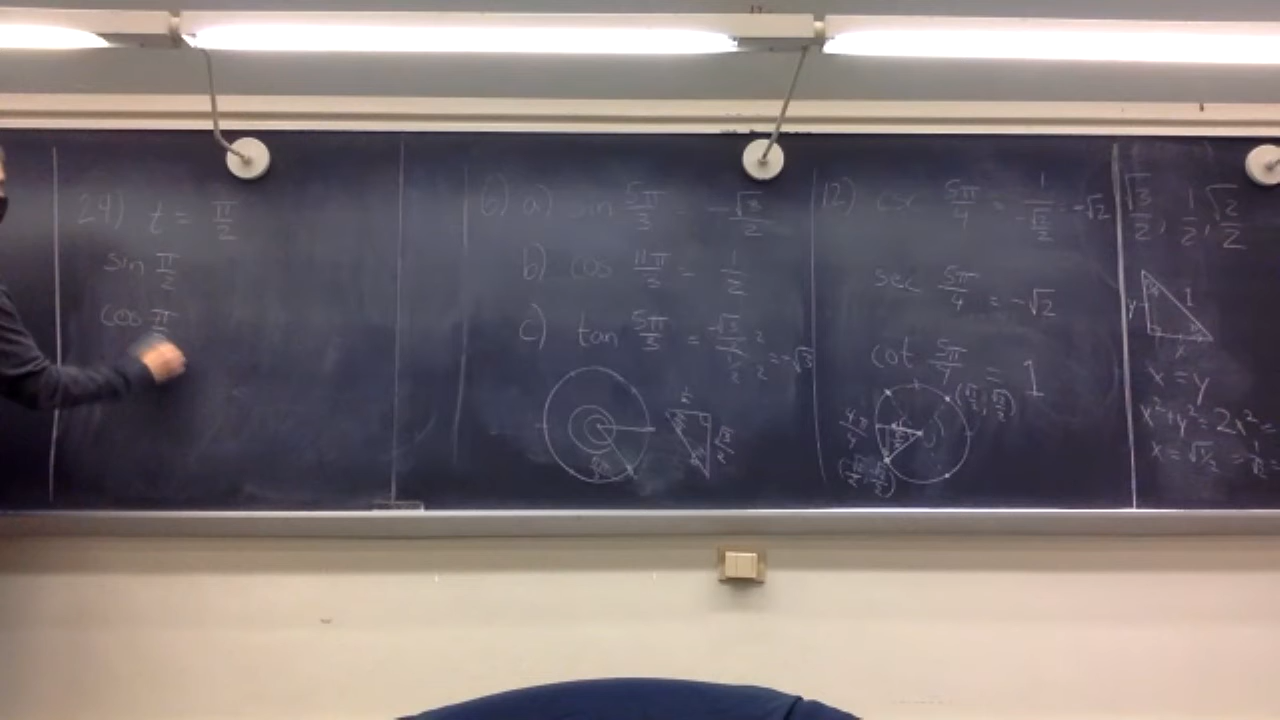 24) t = π/2
sin π/2
cos π
6) a) sin 5π/3 = -√3/2
b) cos 11π/3 = 1/2
c) tan 5π/3 = = -√3
12) csc 5π/4 = 1/(-√2/2) = -√2
sec 5π/4 = -√2
cot 5π/4 = 1
√3/2, 1/2, √2/2
y 1
x
x = y
x² + y² = 2x² =
x = √1/2 = 1/√2 =